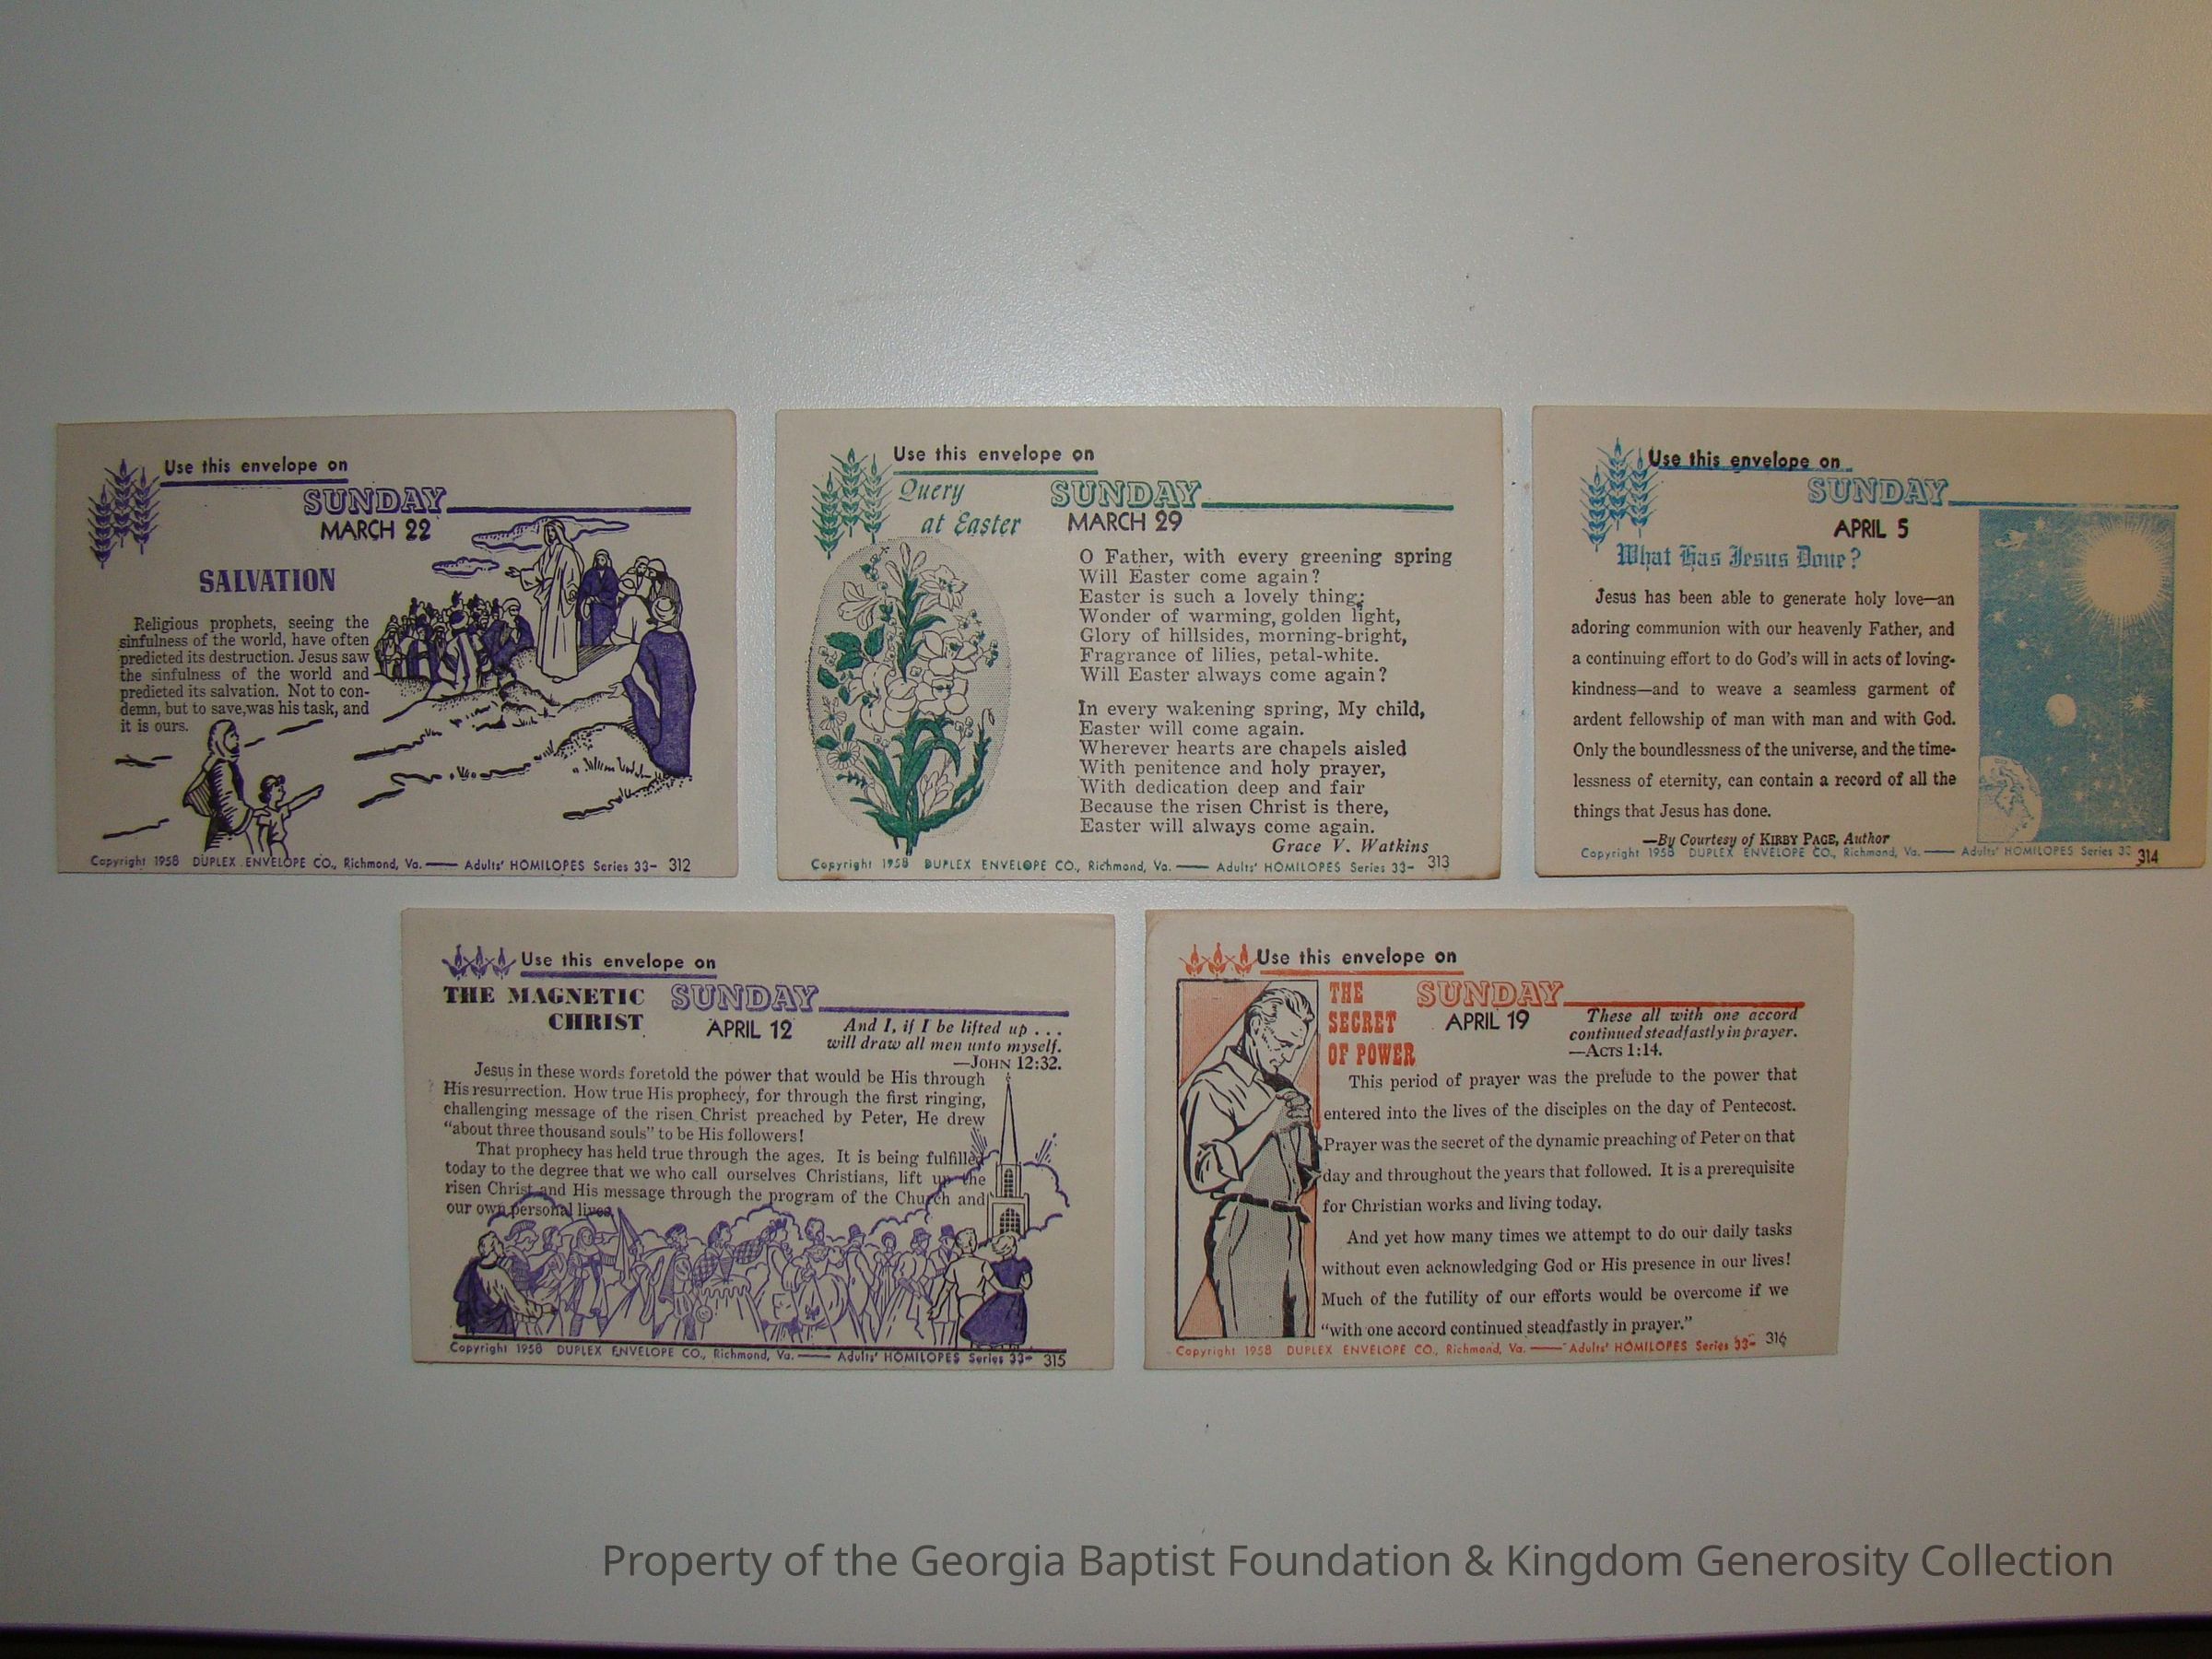 Use this envelope on
SUNDAY
MARCH 22
SALVATION
Religious prophets, seeing the
sinfulness of the world, have often
predicted its destruction. Jesus saw
the sinfulness of the world and
predicted its salvation. Not to con-
demn, but to save, was his task, and
it is ours.
Copyright 1958 DUPLEX ENVELOPE CO., Richmond, Va. — Adults' HOMILOPES Series 33- 312
Use this envelope on
Query
at Easter
SUNDAY
MARCH 29
O Father, with every greening spring
Will Easter come again?
Easter is such a lovely thing;
Wonder of warming, golden light,
Glory of hillsides, morning-bright,
Fragrance of lilies, petal-white.
Will Easter always come again?
In every wakening spring, My child,
Easter will come again.
Wherever hearts are chapels aisled
With penitence and holy prayer,
With dedication deep and fair
Because the risen Christ is there,
Easter will always come again.
Grace V. Watkins
Copyright 1958 DUPLEX ENVELOPE CO., Richmond, Va. — Adults' HOMILOPES Series 33- 313
Use this envelope on
SUNDAY
APRIL 5
What Has Jesus Done?
Jesus has been able to generate holy love—an
adoring communion with our heavenly Father, and
a continuing effort to do God's will in acts of loving-
kindness—and to weave a seamless garment of
ardent fellowship of man with man and with God.
Only the boundlessness of the universe, and the time-
lessness of eternity, can contain a record of all the
things that Jesus has done.
—By Courtesy of KIRBY PAGE, Author
Copyright 1958 DUPLEX ENVELOPE CO., Richmond, Va. — Adults' HOMILOPES Series 33 314
Use this envelope on
THE MAGNETIC
CHRIST
SUNDAY
APRIL 12
And I, if I be lifted up . . .
will draw all men unto myself.
—JOHN 12:32.
Jesus in these words foretold the power that would be His through
His resurrection. How true His prophecy, for through the first ringing,
challenging message of the risen Christ preached by Peter, He drew
“about three thousand souls” to be His followers!
That prophecy has held true through the ages. It is being fulfilled
today to the degree that we who call ourselves Christians, lift up the
risen Christ and His message through the program of the Church and
our own personal lives.
Copyright 1958 DUPLEX ENVELOPE CO., Richmond, Va. — Adults' HOMILOPES Series 33- 315
Use this envelope on
THE
SECRET
OF POWER
SUNDAY
APRIL 19
These all with one accord
continued steadfastly in prayer.
—ACTS 1:14.
This period of prayer was the prelude to the power that
entered into the lives of the disciples on the day of Pentecost.
Prayer was the secret of the dynamic preaching of Peter on that
day and throughout the years that followed. It is a prerequisite
for Christian works and living today.
And yet how many times we attempt to do our daily tasks
without even acknowledging God or His presence in our lives!
Much of the futility of our efforts would be overcome if we
“with one accord continued steadfastly in prayer.”
Copyright 1958 DUPLEX ENVELOPE CO., Richmond, Va. — Adults' HOMILOPES Series 33- 316
Property of the Georgia Baptist Foundation & Kingdom Generosity Collection